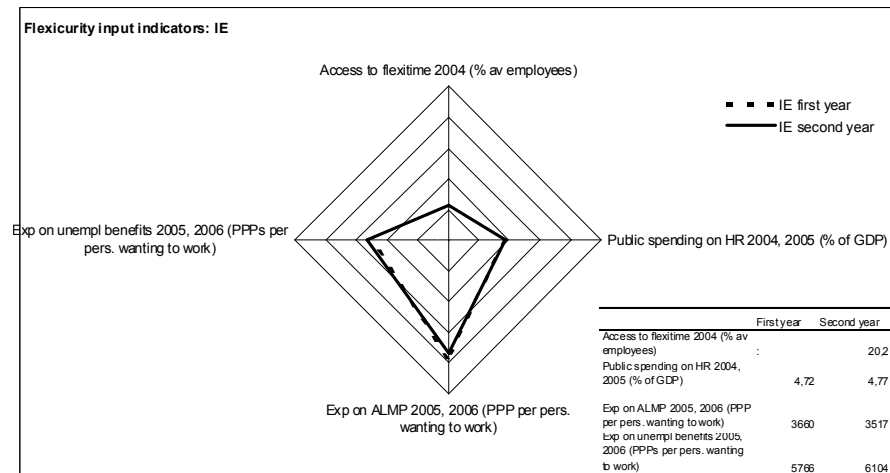 Flexicurity input indicators: IE
Access to flexitime 2004 (% av employees)
IE first year
IE second year
Exp on unempl benefits 2005, 2006 (PPPs per
pers. wanting to work)
Public spending on HR 2004, 2005 (% of GDP)
Exp on ALMP 2005, 2006 (PPP per pers.
wanting to work)
First year Second year
Access to flexitime 2004 (% av
employees) : 20,2
Public spending on HR 2004,
2005 (% of GDP) 4,72 4,77
Exp on ALMP 2005, 2006 (PPP
per pers. wanting to work) 3660 3517
Exp on unempl benefits 2005,
2006 (PPPs per pers. wanting
to work) 5766 6104